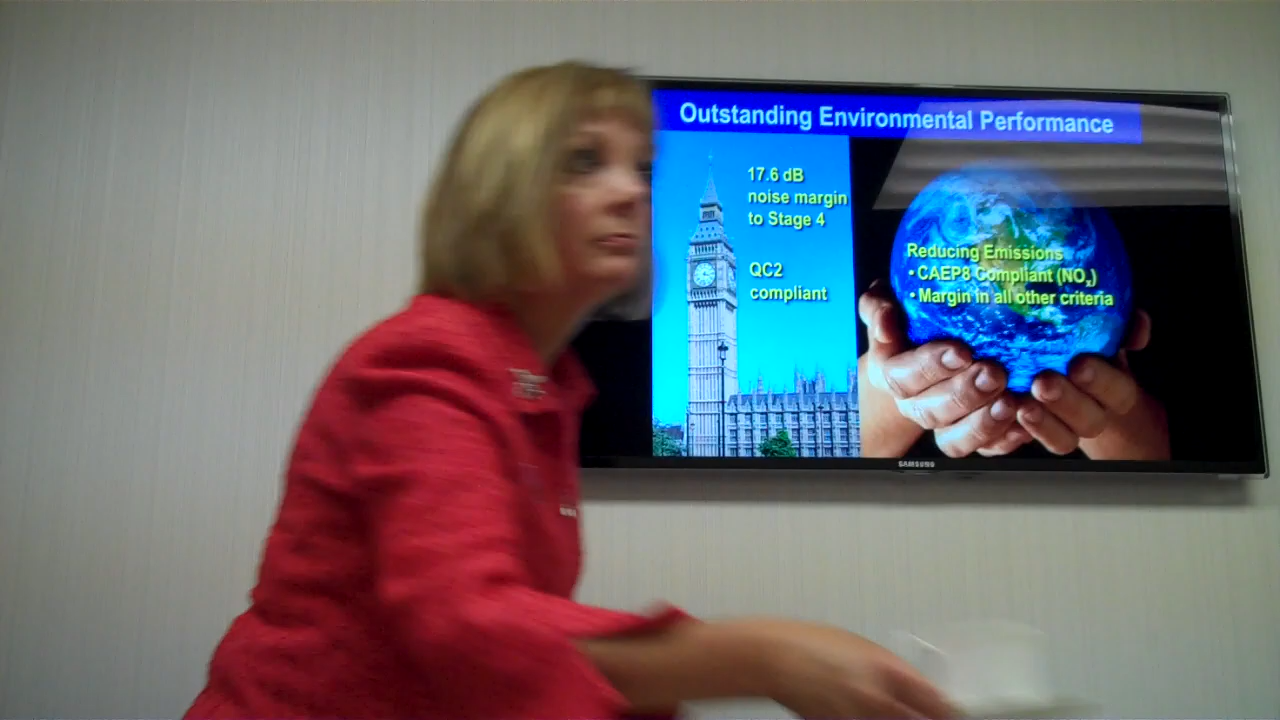 Outstanding Environmental Performance
17.6 dB
noise margin
to Stage 4
QC2
compliant
Reducing Emissions
• CAEP8 Compliant (NOx)
• Margin in all other criteria
SAMSUNG